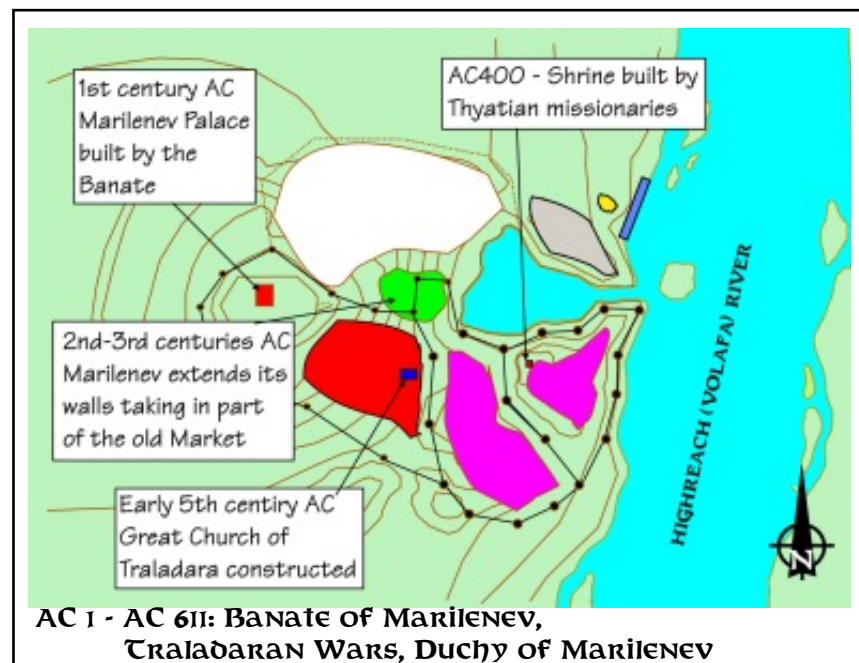 1st century AC
Marilenev Palace
built by the
Banate
AC400 - Shrine built by
Thyatian missionaries
2nd-3rd centuries AC
Marilenev extends its
walls taking in part
of the old Market
Early 5th centiry AC
Great Church of
Traladara constructed
HIGHREACH (VOLAFA) RIVER
N
AC 1 - AC 611: Banate of Marilenev,
Traladaran Wars, Duchy of Marilenev